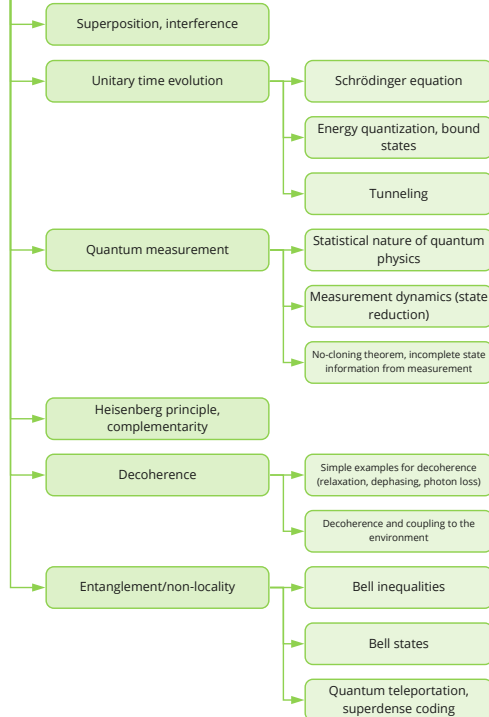 Superposition, interference
Unitary time evolution
Schrödinger equation
Energy quantization, bound
states
Tunneling
Quantum measurement
Statistical nature of quantum
physics
Measurement dynamics (state
reduction)
No-cloning theorem, incomplete state
information from measurement
Heisenberg principle,
complementarity
Decoherence
Simple examples for decoherence
(relaxation, dephasing, photon loss)
Decoherence and coupling to the
environment
Entanglement/non-locality
Bell inequalities
Bell states
Quantum teleportation,
superdense coding